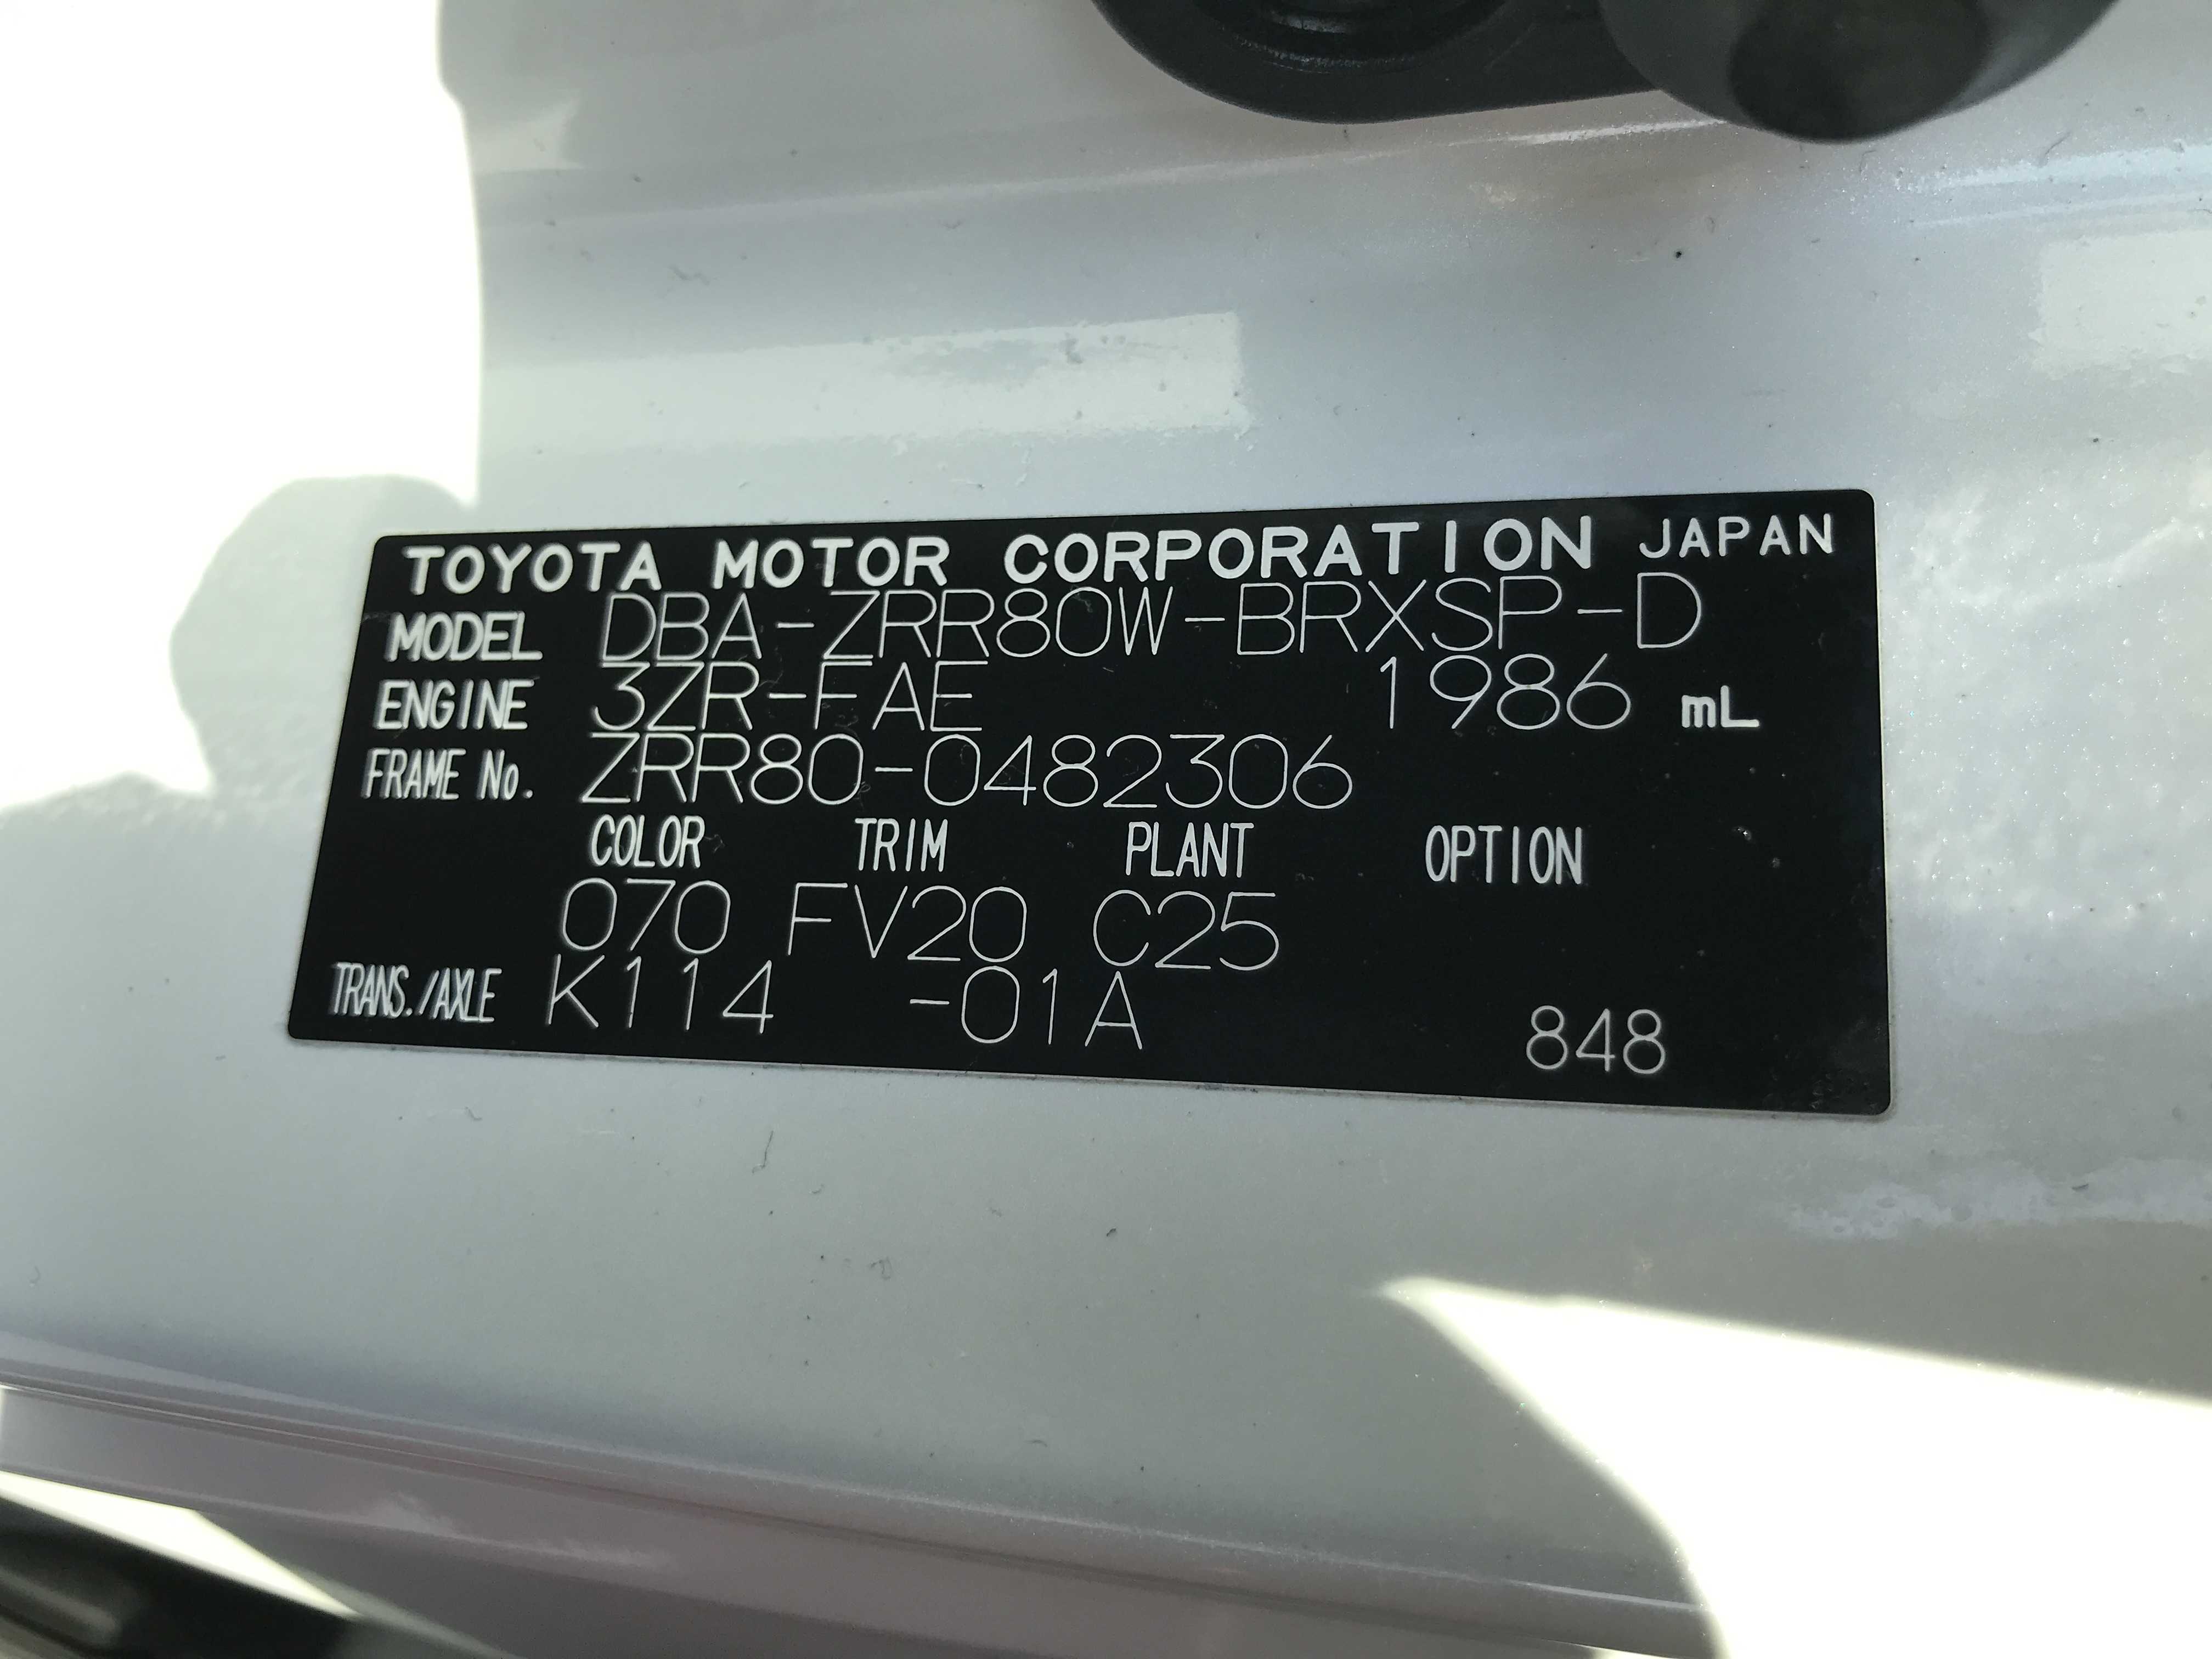 TOYOTA MOTOR CORPORATION JAPAN
MODEL DBA-ZRR80W-BRXSP-D
ENGINE 3ZR-FAE 1986 mL
FRAME No. ZRR80-0482306
COLOR TRIM PLANT OPTION
070 FV20 C25
TRANS./AXLE K114 -01A 848